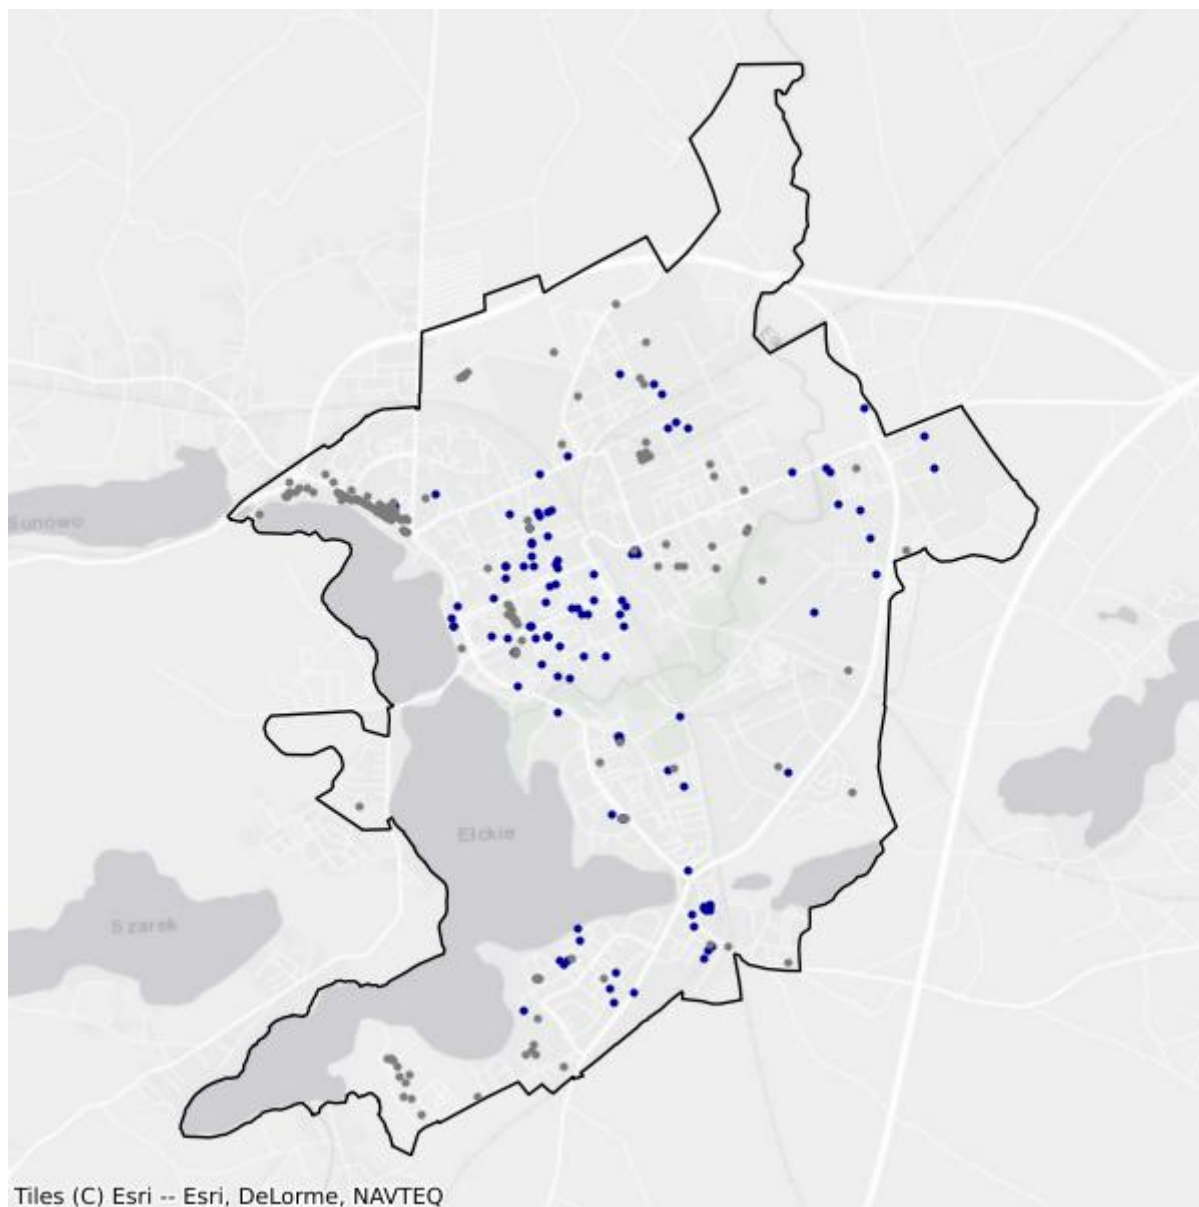 Sunowo
Ełckie
Szarek
Tiles (C) Esri -- Esri, DeLorme, NAVTEQ